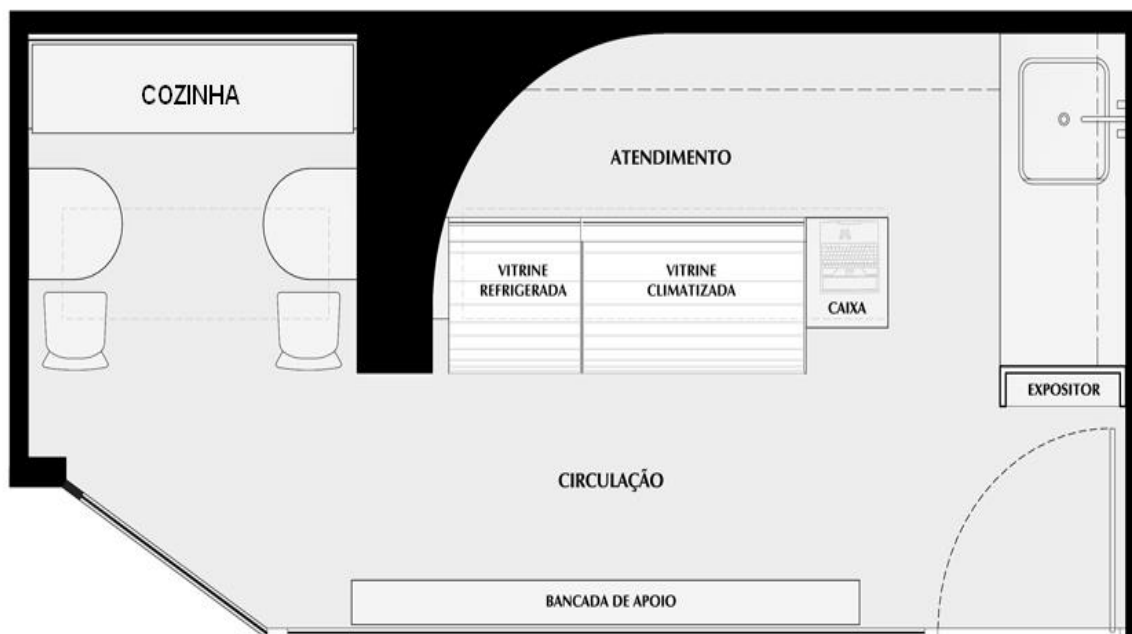 COZINHA
ATENDIMENTO
VITRINE
REFRIGERADA
VITRINE
CLIMATIZADA
CAIXA
EXPOSITOR
CIRCULAÇÃO
BANCADA DE APOIO